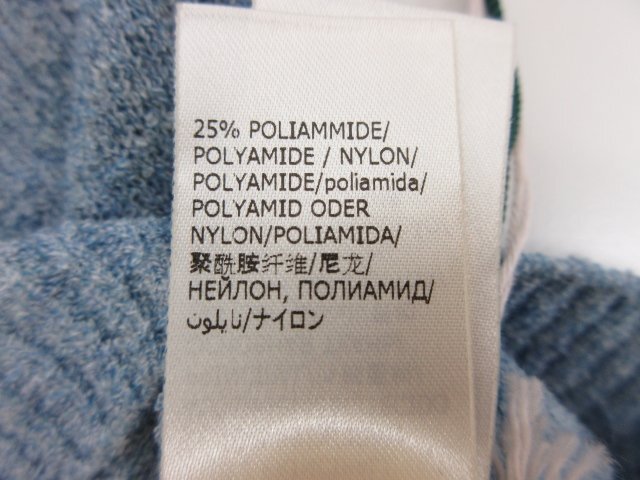 25% POLIAMMIDE/
POLYAMIDE / NYLON/
POLYAMIDE/poliamida/
POLYAMID ODER
NYLON/POLIAMIDA/
聚酰胺纤维/尼龙/
НЕЙЛОН, ПОЛИАМИД/
نايلون/ナイロン